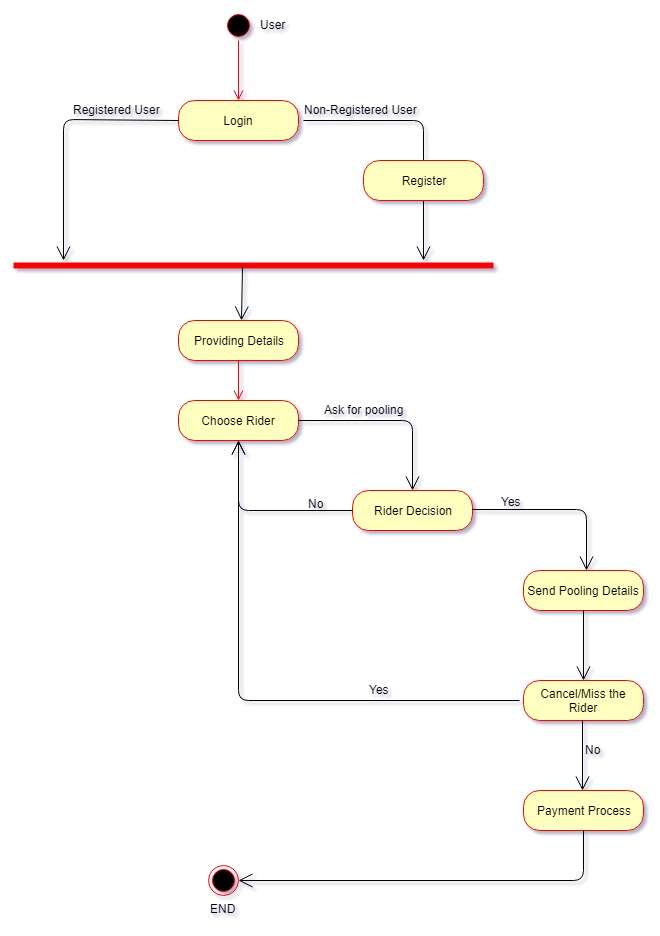 User
Registered User
Login
Non-Registered User
Register
Providing Details
Choose Rider
Ask for pooling
No
Rider Decision
Yes
Send Pooling Details
Yes
Cancel/Miss the
Rider
No
Payment Process
END